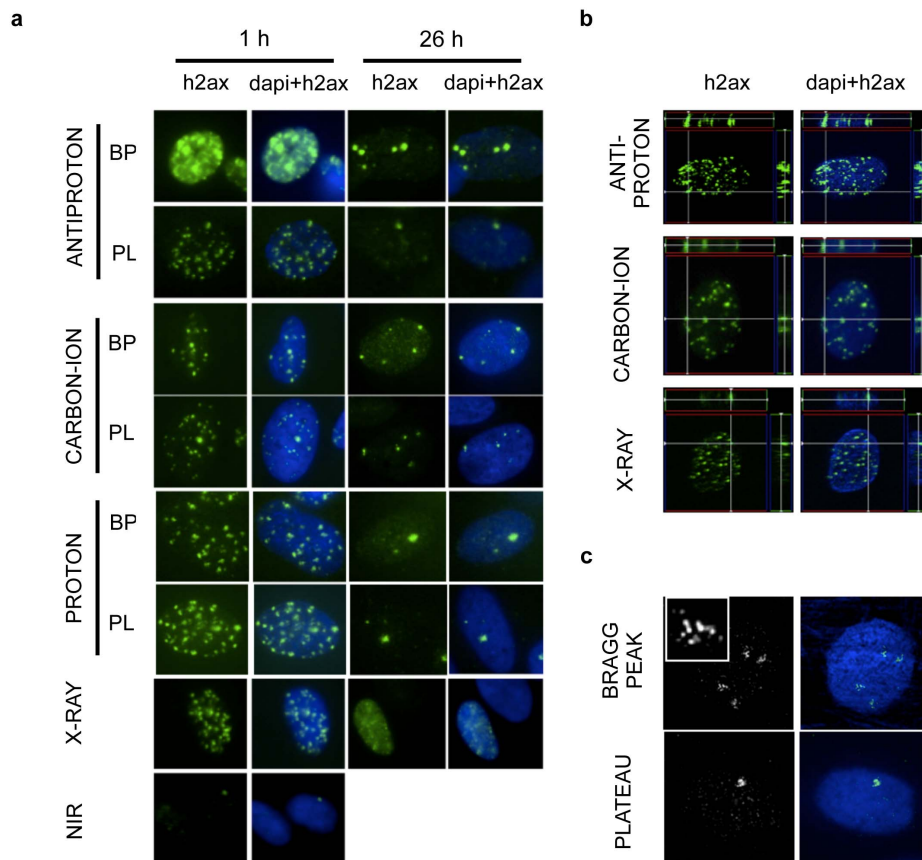 a
1 h
26 h
h2ax
dapi+h2ax
h2ax
dapi+h2ax
ANTIPROTON
BP
PL
CARBON-ION
BP
PL
PROTON
BP
PL
X-RAY
NIR
b
h2ax
dapi+h2ax
ANTI-
PROTON
CARBON-ION
X-RAY
c
BRAGG
PEAK
PLATEAU